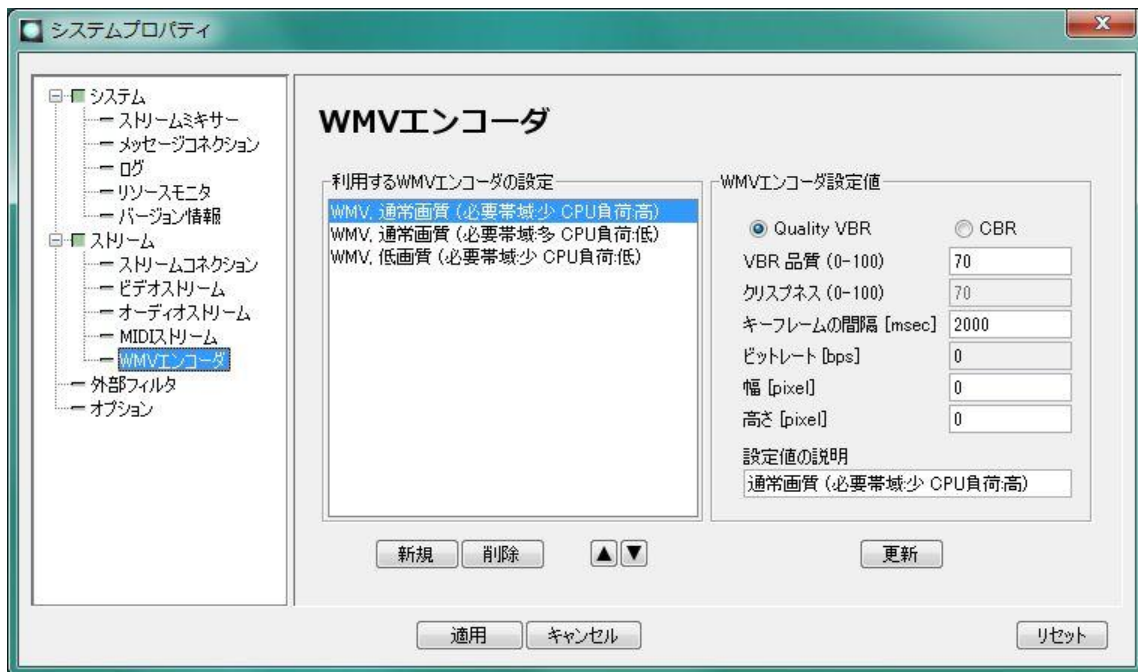 システムプロパティ
システム
ストリームミキサー
メッセージコネクション
ログ
リソースモニタ
バージョン情報
ストリーム
ストリームコネクション
ビデオストリーム
オーディオストリーム
MIDIストリーム
WMVエンコーダ
外部フィルタ
オプション
WMVエンコーダ
利用するWMVエンコーダの設定
WMV, 通常画質 (必要帯域:少 CPU負荷:高)
WMV, 通常画質 (必要帯域:多 CPU負荷:低)
WMV, 低画質 (必要帯域:少 CPU負荷:低)
新規 削除 ▲ ▼
WMVエンコーダ設定値
Quality VBR CBR
VBR 品質 (0-100) 70
クリスプネス (0-100) 70
キーフレームの間隔 [msec] 2000
ビットレート [bps] 0
幅 [pixel] 0
高さ [pixel] 0
設定値の説明
通常画質 (必要帯域:少 CPU負荷:高)
更新
適用 キャンセル リセット